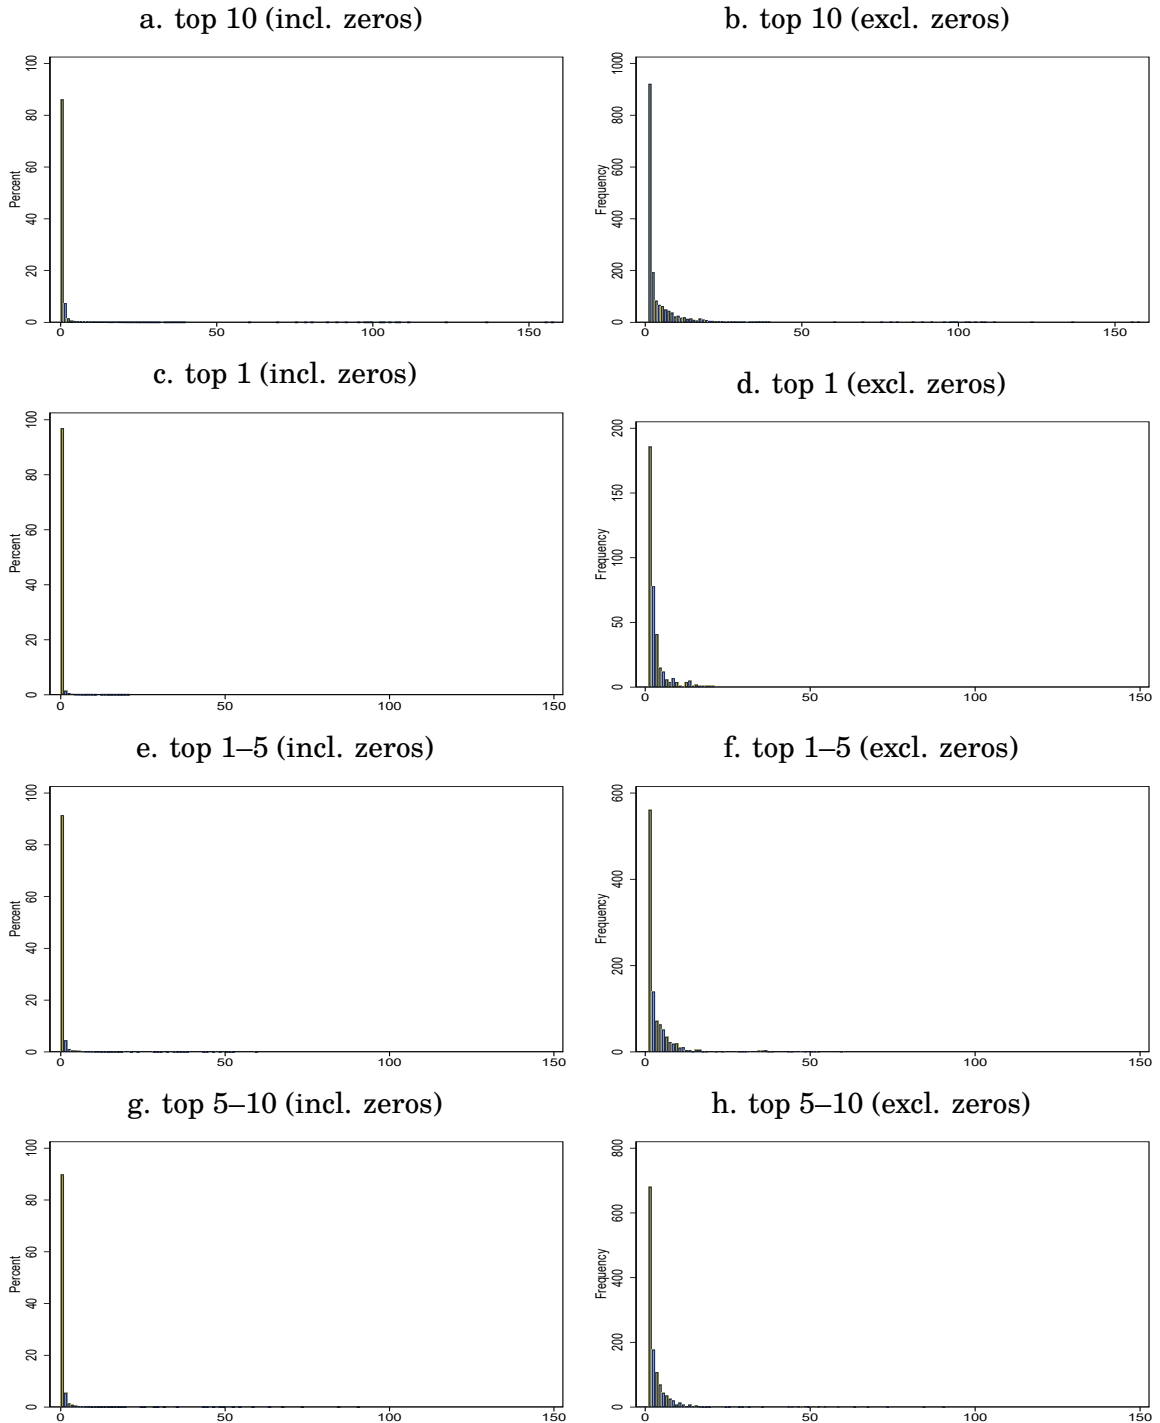 a. top 10 (incl. zeros)
b. top 10 (excl. zeros)
100
80
60
40
20
0
Percent
0 50 100 150
1000
800
600
400
200
0
Frequency
0 50 100 150
c. top 1 (incl. zeros)
d. top 1 (excl. zeros)
100
80
60
40
20
0
Percent
0 50 100 150
200
150
100
50
0
Frequency
0 50 100 150
e. top 1–5 (incl. zeros)
f. top 1–5 (excl. zeros)
100
80
60
40
20
0
Percent
0 50 100 150
600
400
200
0
Frequency
0 50 100 150
g. top 5–10 (incl. zeros)
h. top 5–10 (excl. zeros)
100
80
60
40
20
0
Percent
0 50 100 150
800
600
400
200
0
Frequency
0 50 100 150